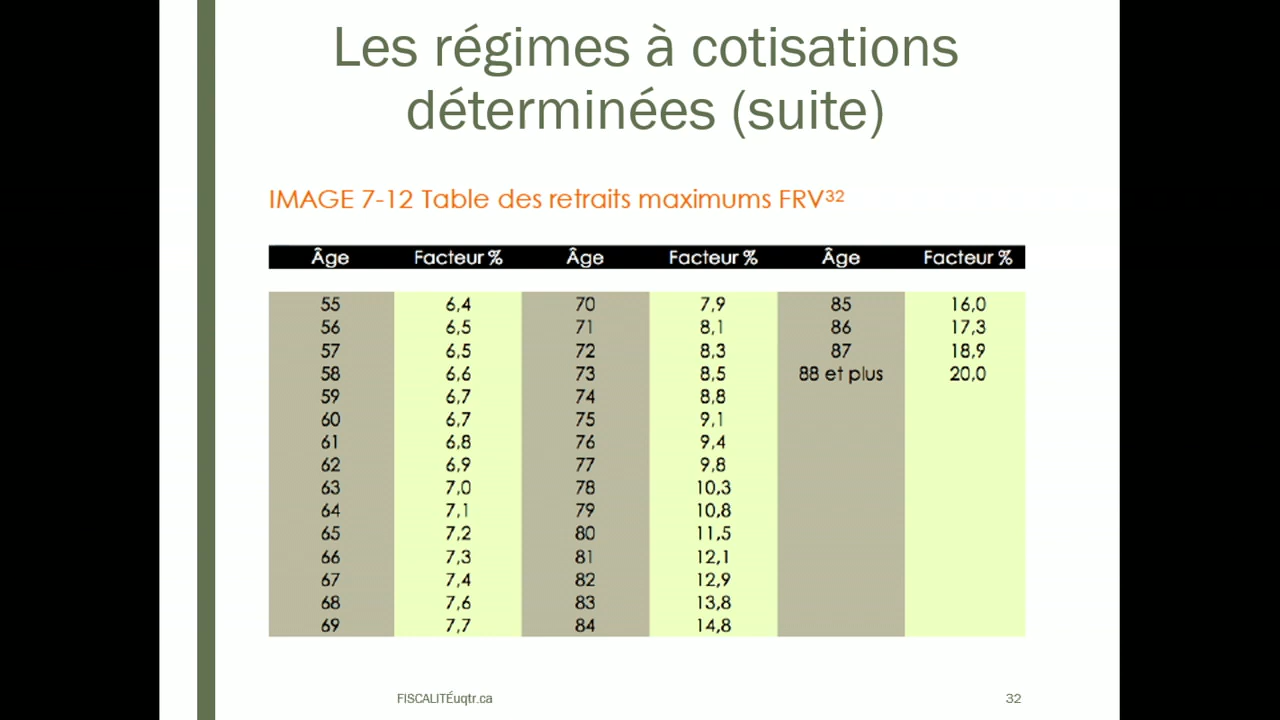 Les régimes à cotisations
déterminées (suite)
IMAGE 7-12 Table des retraits maximums FRV³²
Âge Facteur % Âge Facteur % Âge Facteur %
55 6,4 70 7,9 85 16,0
56 6,5 71 8,1 86 17,3
57 6,5 72 8,3 87 18,9
58 6,6 73 8,5 88 et plus 20,0
59 6,7 74 8,8
60 6,7 75 9,1
61 6,8 76 9,4
62 6,9 77 9,8
63 7,0 78 10,3
64 7,1 79 10,8
65 7,2 80 11,5
66 7,3 81 12,1
67 7,4 82 12,9
68 7,6 83 13,8
69 7,7 84 14,8
FISCALITÉuqtr.ca 32